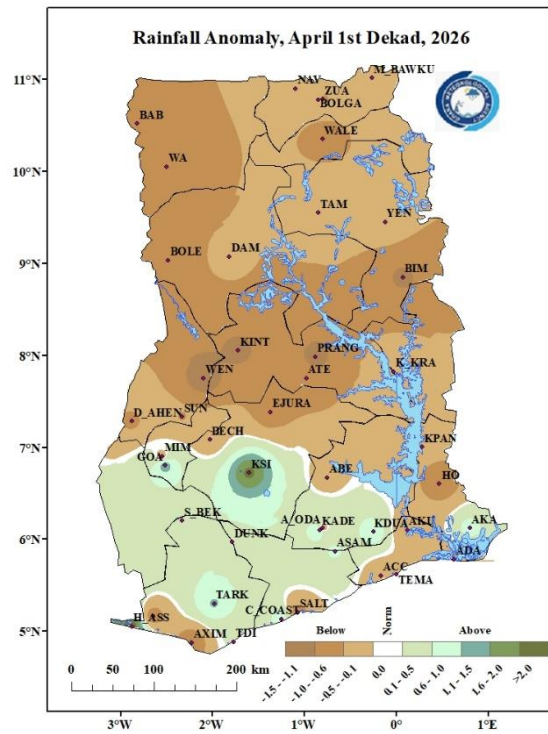 Rainfall Anomaly, April 1st Dekad, 2026
11°N
M_BAWKU
NAV
ZUA
BOLGA
BAB
WALE
10°N
WA
TAM
YEN
DAM
9°N
BOLE
BIM
8°N
KINT
PRANG
K_KRA
WEN
ATE
EJURA
SUN
D_AHEN
7°N
BECH
KPAN
MIM
GOA
KSI
ABE
HO
S_BEK
A_ODA
KADE
KDUA
AKU
AKA
6°N
DUNK
ASAM
ADA
ACC
TEMA
TARK
SALT
C_COAST
H_ASS
5°N
AXIM
TDI
Below
Norm
Above
-1.5 - -1.1
-1.0 - -0.6
-0.5 - -0.1
0.0
0.1 - 0.5
0.6 - 1.0
1.1 - 1.5
1.6 - 2.0
>2.0
0 50 100 200
km
3°W
2°W
1°W
0°
1°E